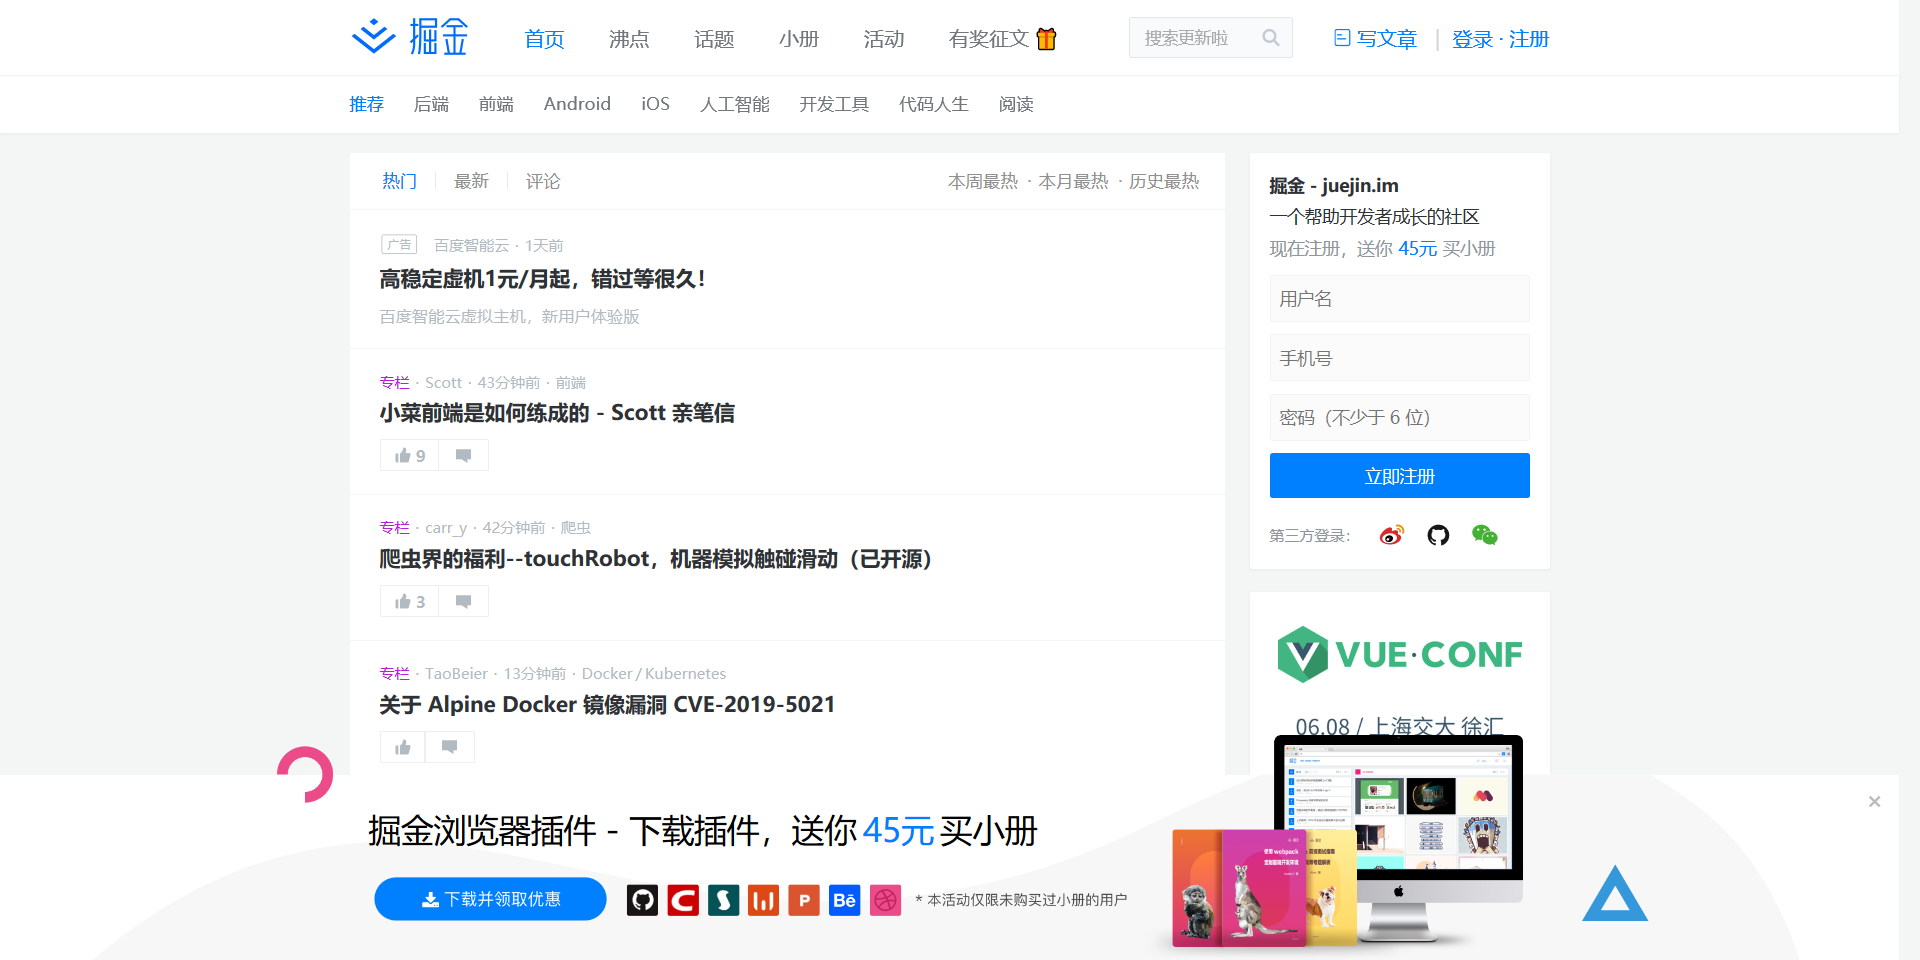 掘金 首页 沸点 话题 小册 活动 有奖征文 搜索更新啦 写文章 登录 · 注册
推荐 后端 前端 Android iOS 人工智能 开发工具 代码人生 阅读
热门 最新 评论 本周最热 · 本月最热 · 历史最热
广告 百度智能云 · 1天前
高稳定虚机1元/月起，错过等很久！
百度智能云虚拟主机，新用户体验版
专栏 · Scott · 43分钟前 · 前端
小菜前端是如何练成的 - Scott 亲笔信
9
专栏 · carr_y · 42分钟前 · 爬虫
爬虫界的福利--touchRobot，机器模拟触碰滑动（已开源）
3
专栏 · TaoBeier · 13分钟前 · Docker / Kubernetes
关于 Alpine Docker 镜像漏洞 CVE-2019-5021
掘金 - juejin.im
一个帮助开发者成长的社区
现在注册，送你 45元 买小册
用户名
手机号
密码（不少于 6 位）
立即注册
第三方登录：
VUE·CONF
06.08 / 上海交大 徐汇
掘金浏览器插件 - 下载插件，送你 45元 买小册
下载并领取优惠
P Bē
* 本活动仅限未购买过小册的用户
使用 webpack
定制前端开发环境